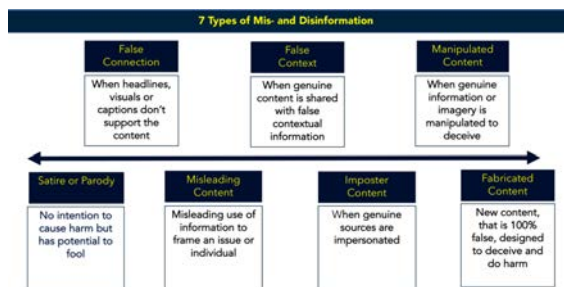 7 Types of Mis- and Disinformation
False
Connection
When headlines,
visuals or
captions don't
support the
content
False
Context
When genuine
content is shared
with false
contextual
information
Manipulated
Content
When genuine
information or
imagery is
manipulated to
deceive
Satire or Parody
No intention to
cause harm but
has potential to
fool
Misleading
Content
Misleading use of
information to
frame an issue or
individual
Imposter
Content
When genuine
sources are
impersonated
Fabricated
Content
New content,
that is 100%
false, designed
to deceive and
do harm